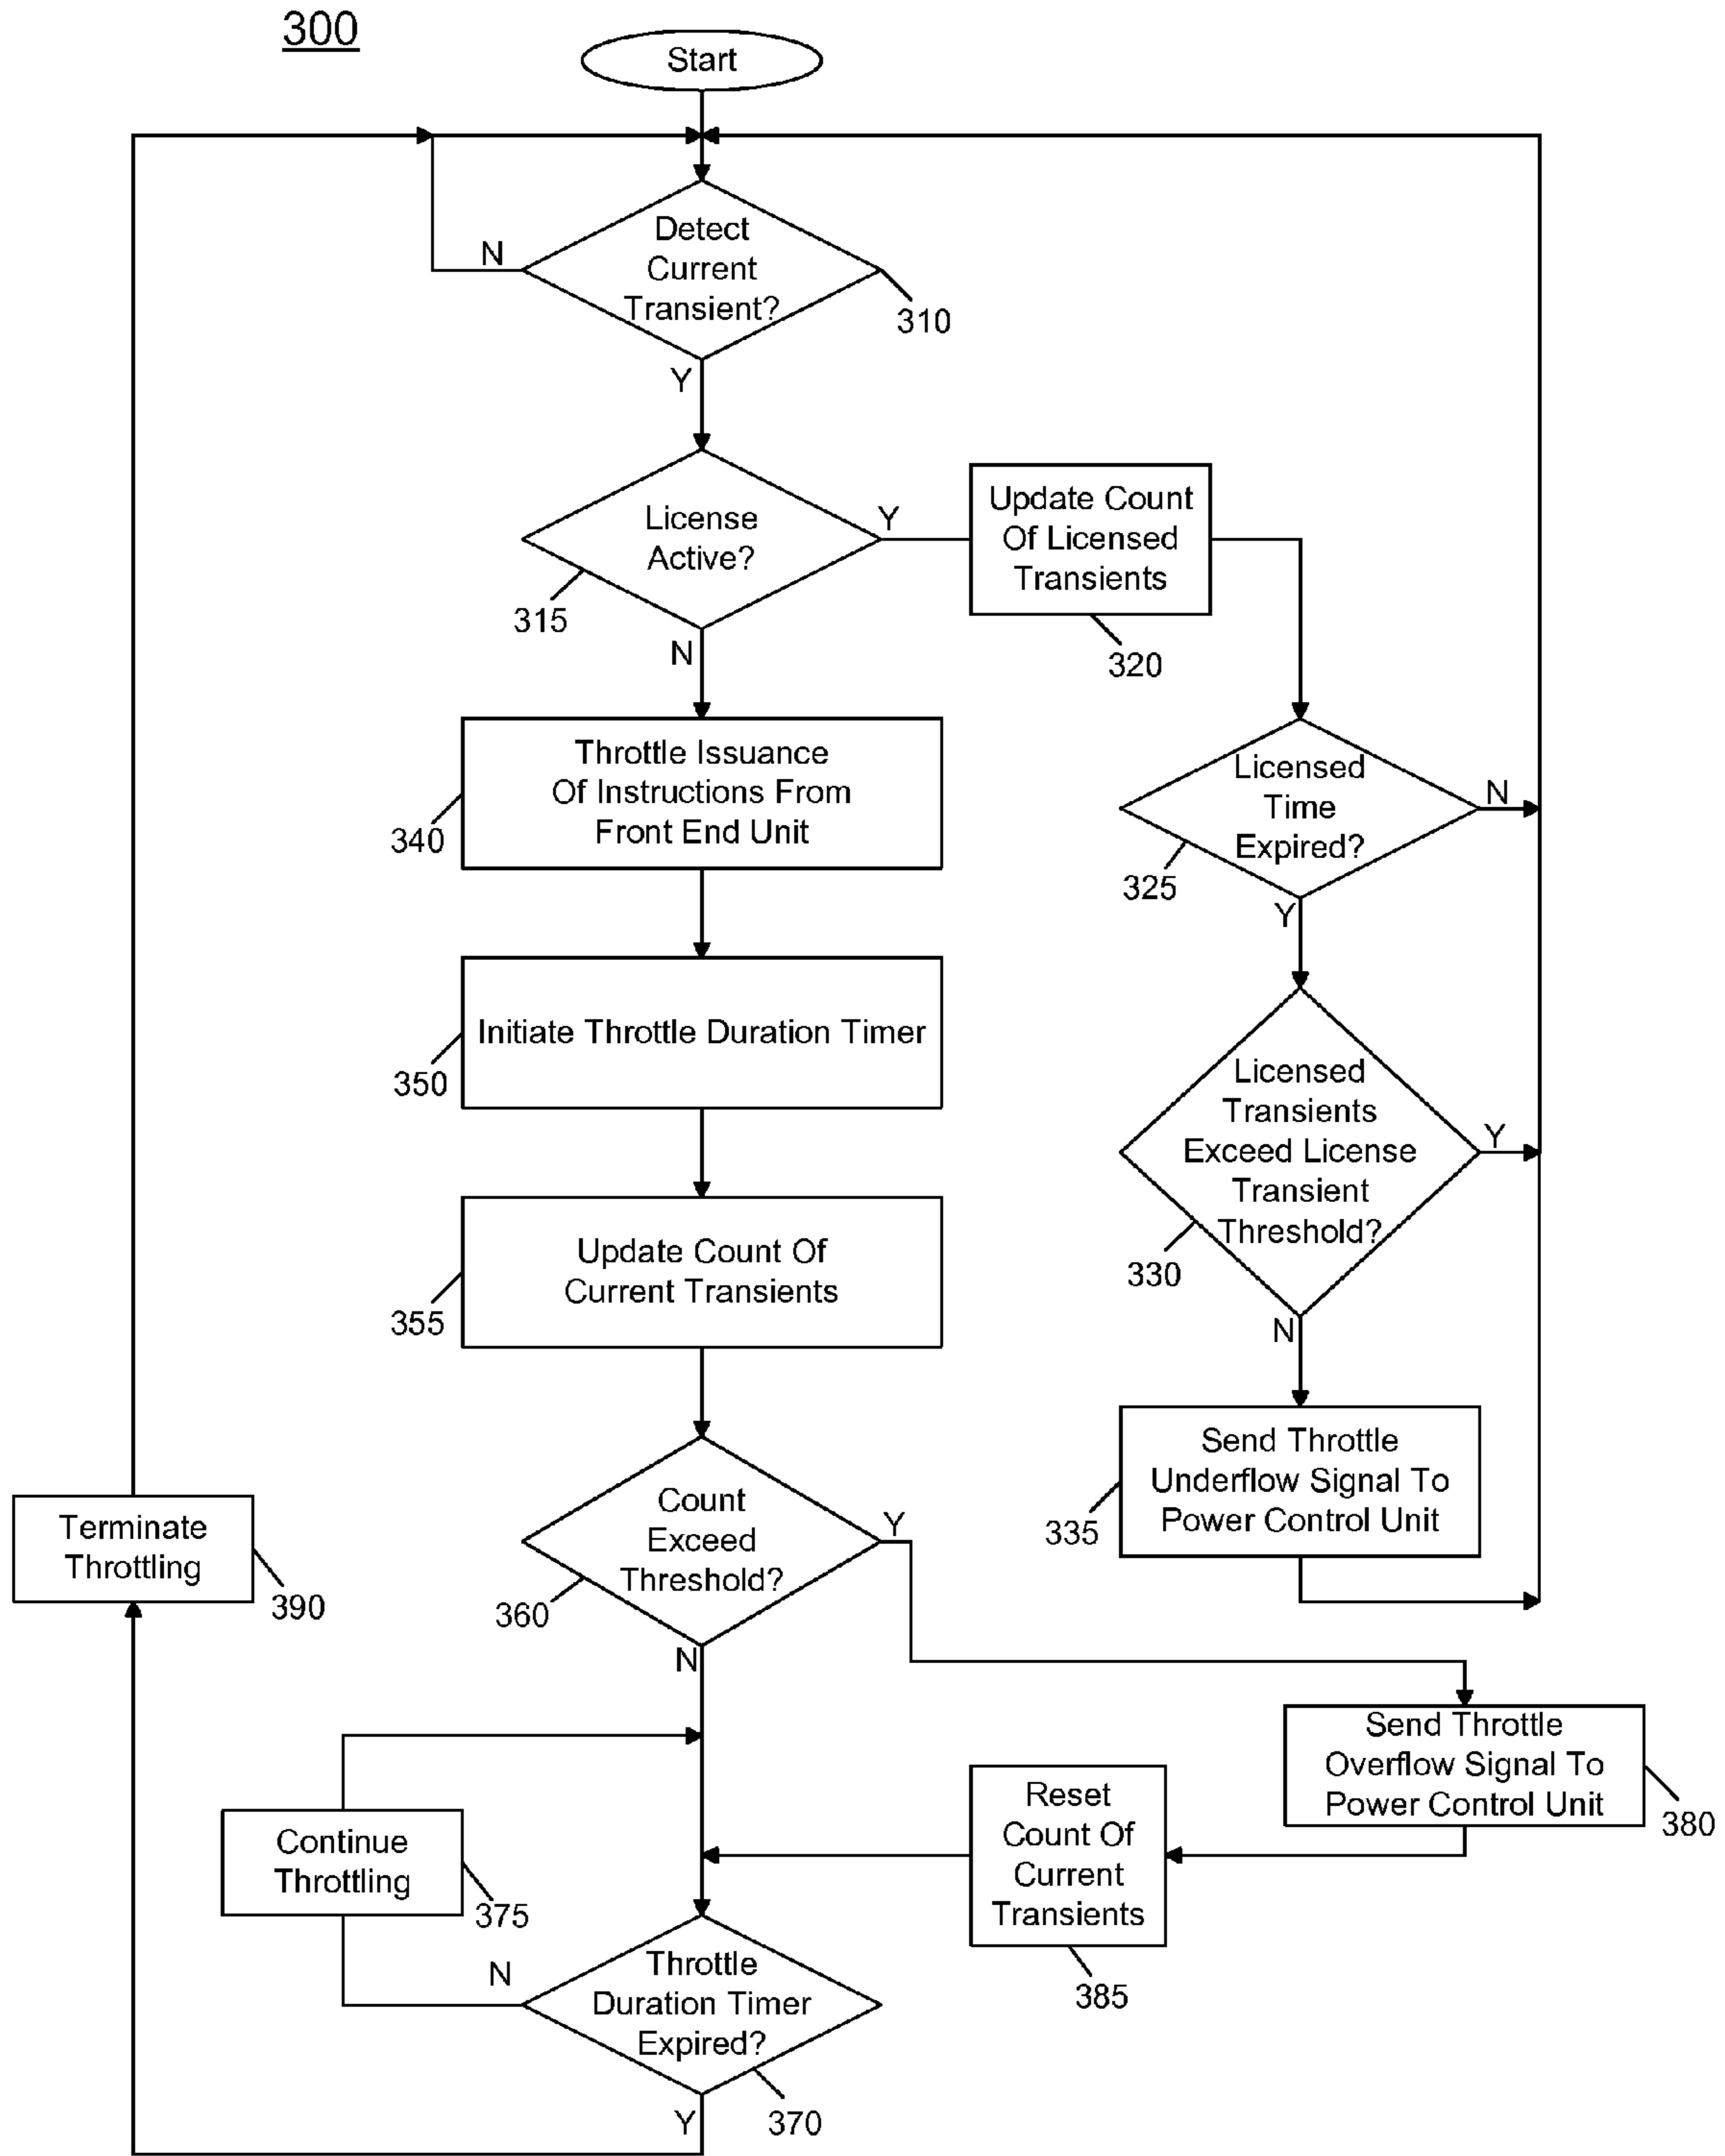 300
Start
Detect
Current
Transient?
N
310
Y
License
Active?
Y
315
N
Update Count
Of Licensed
Transients
320
Throttle Issuance
Of Instructions From
Front End Unit
340
Licensed
Time
Expired?
N
325
Y
Initiate Throttle Duration Timer
350
Licensed
Transients
Exceed License
Transient
Threshold?
Y
330
N
Update Count Of
Current Transients
355
Send Throttle
Underflow Signal To
Power Control Unit
335
Count
Exceed
Threshold?
Y
360
N
Terminate
Throttling
390
Send Throttle
Overflow Signal To
Power Control Unit
380
Reset
Count Of
Current
Transients
385
Continue
Throttling
375
Throttle
Duration Timer
Expired?
N
370
Y